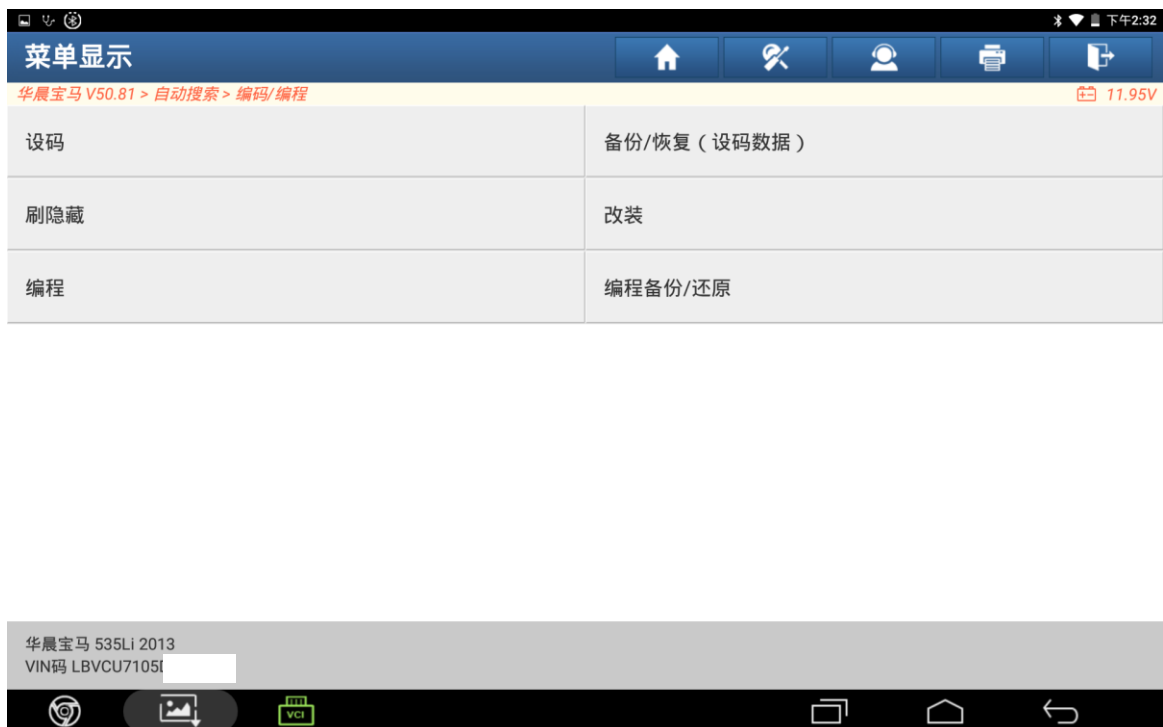 下午2:32
菜单显示
华晨宝马 V50.81 > 自动搜索 > 编码/编程
11.95V
设码
备份/恢复（设码数据）
刷隐藏
改装
编程
编程备份/还原
华晨宝马 535Li 2013
VIN码 LBVCU7105
VCI